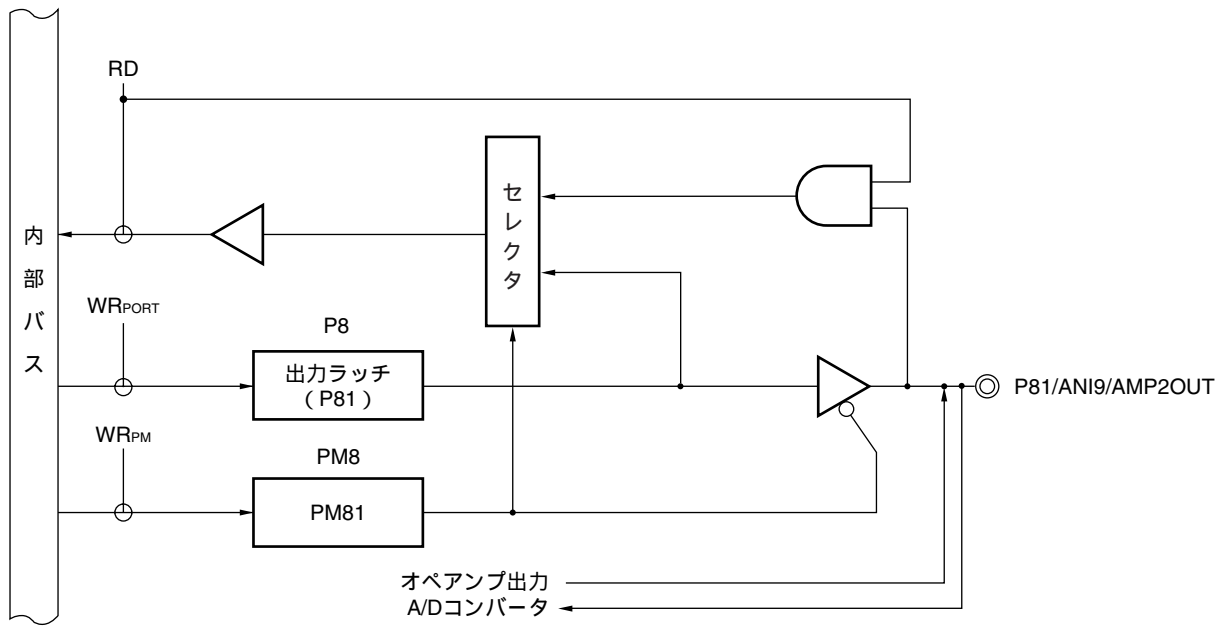 RD
セレクタ
内部バス
WRPORT
P8
出力ラッチ
（P81）
P81/ANI9/AMP2OUT
WRPM
PM8
PM81
オペアンプ出力
A/Dコンバータ